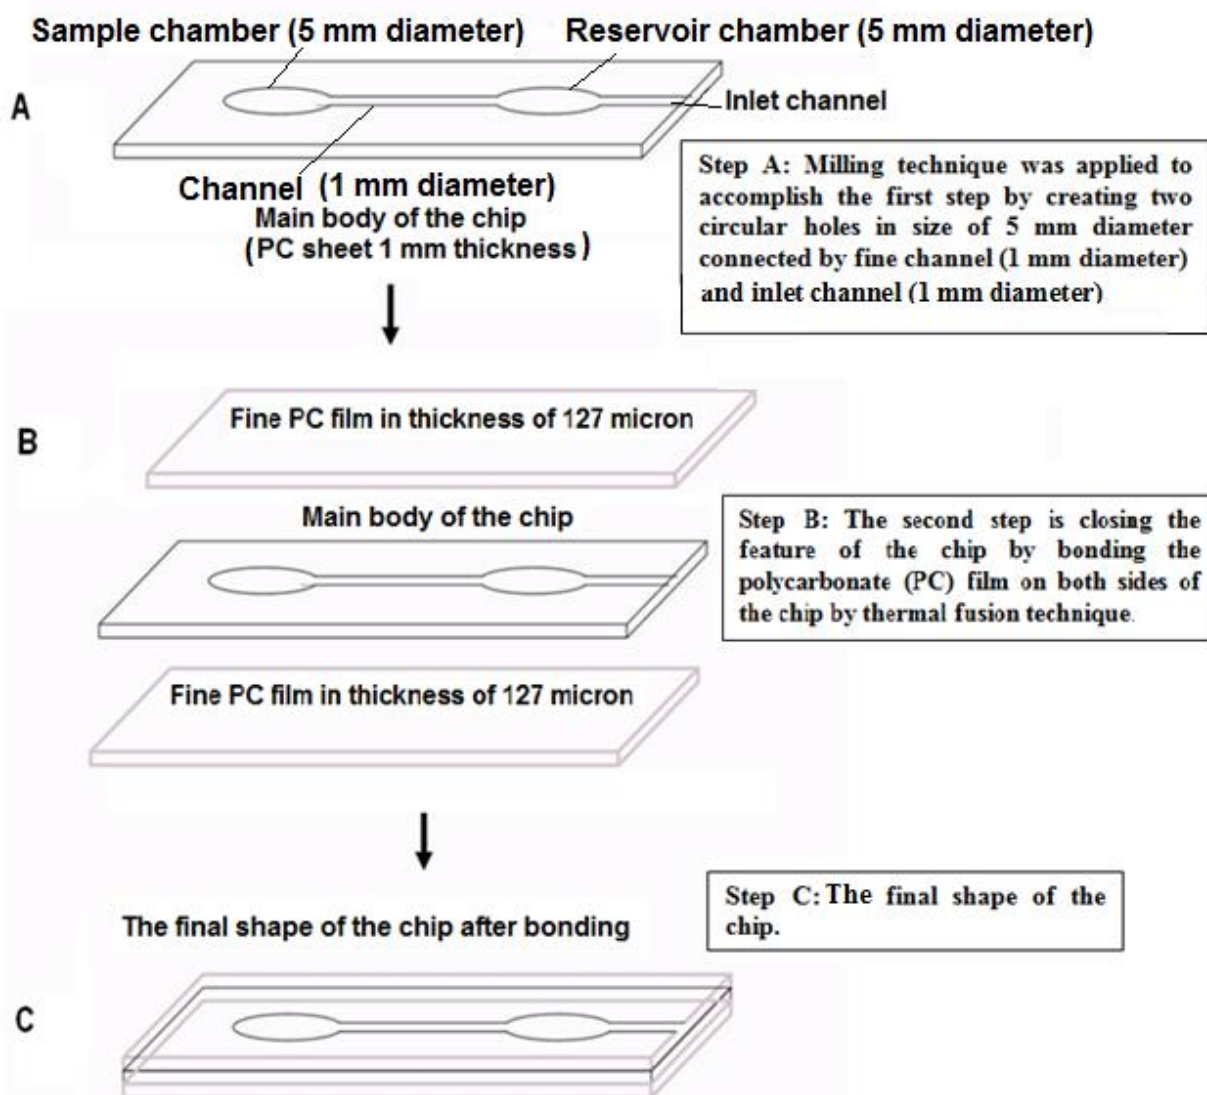 Sample chamber (5 mm diameter)
Reservoir chamber (5 mm diameter)
A
Inlet channel
Channel (1 mm diameter)
Main body of the chip
(PC sheet 1 mm thickness)
Step A: Milling technique was applied to
accomplish the first step by creating two
circular holes in size of 5 mm diameter
connected by fine channel (1 mm diameter)
and inlet channel (1 mm diameter)
Fine PC film in thickness of 127 micron
B
Main body of the chip
Step B: The second step is closing the
feature of the chip by bonding the
polycarbonate (PC) film on both sides of
the chip by thermal fusion technique.
Fine PC film in thickness of 127 micron
Step C: The final shape of the
chip.
The final shape of the chip after bonding
C